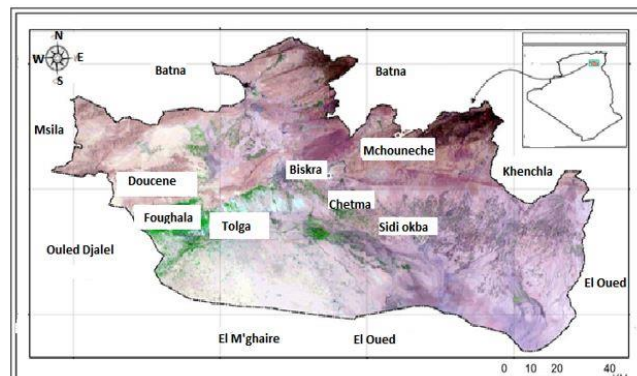 N
W E
S
Batna
Batna
Msila
Mchouneche
Biskra
Khenchla
Doucene
Chetma
Foughala
Tolga
Sidi okba
Ouled Djalel
El Oued
El M'ghaire
El Oued
0 10 20 40